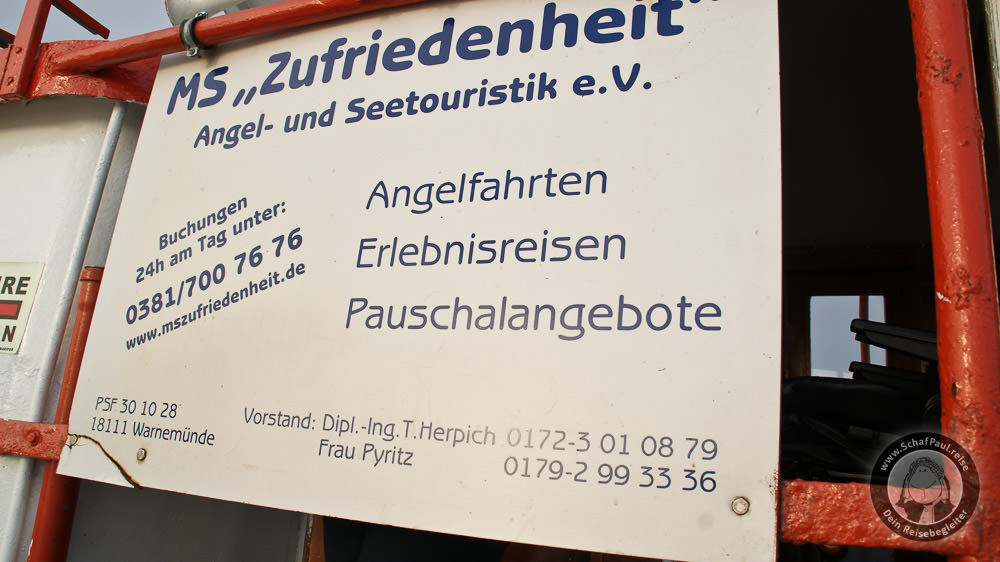 MS „Zufriedenheit“
Angel- und Seetouristik e.V.
Buchungen
24h am Tag unter:
0381/700 76 76
www.mszufriedenheit.de
Angelfahrten
Erlebnisreisen
Pauschalangebote
PSF 30 10 28
18111 Warnemünde
Vorstand: Dipl.-Ing.T.Herpich 0172-3 01 08 79
Frau Pyritz 0179-2 99 33 36
RE
N
www.SchafPaul.reise
Dein Reisebegleiter